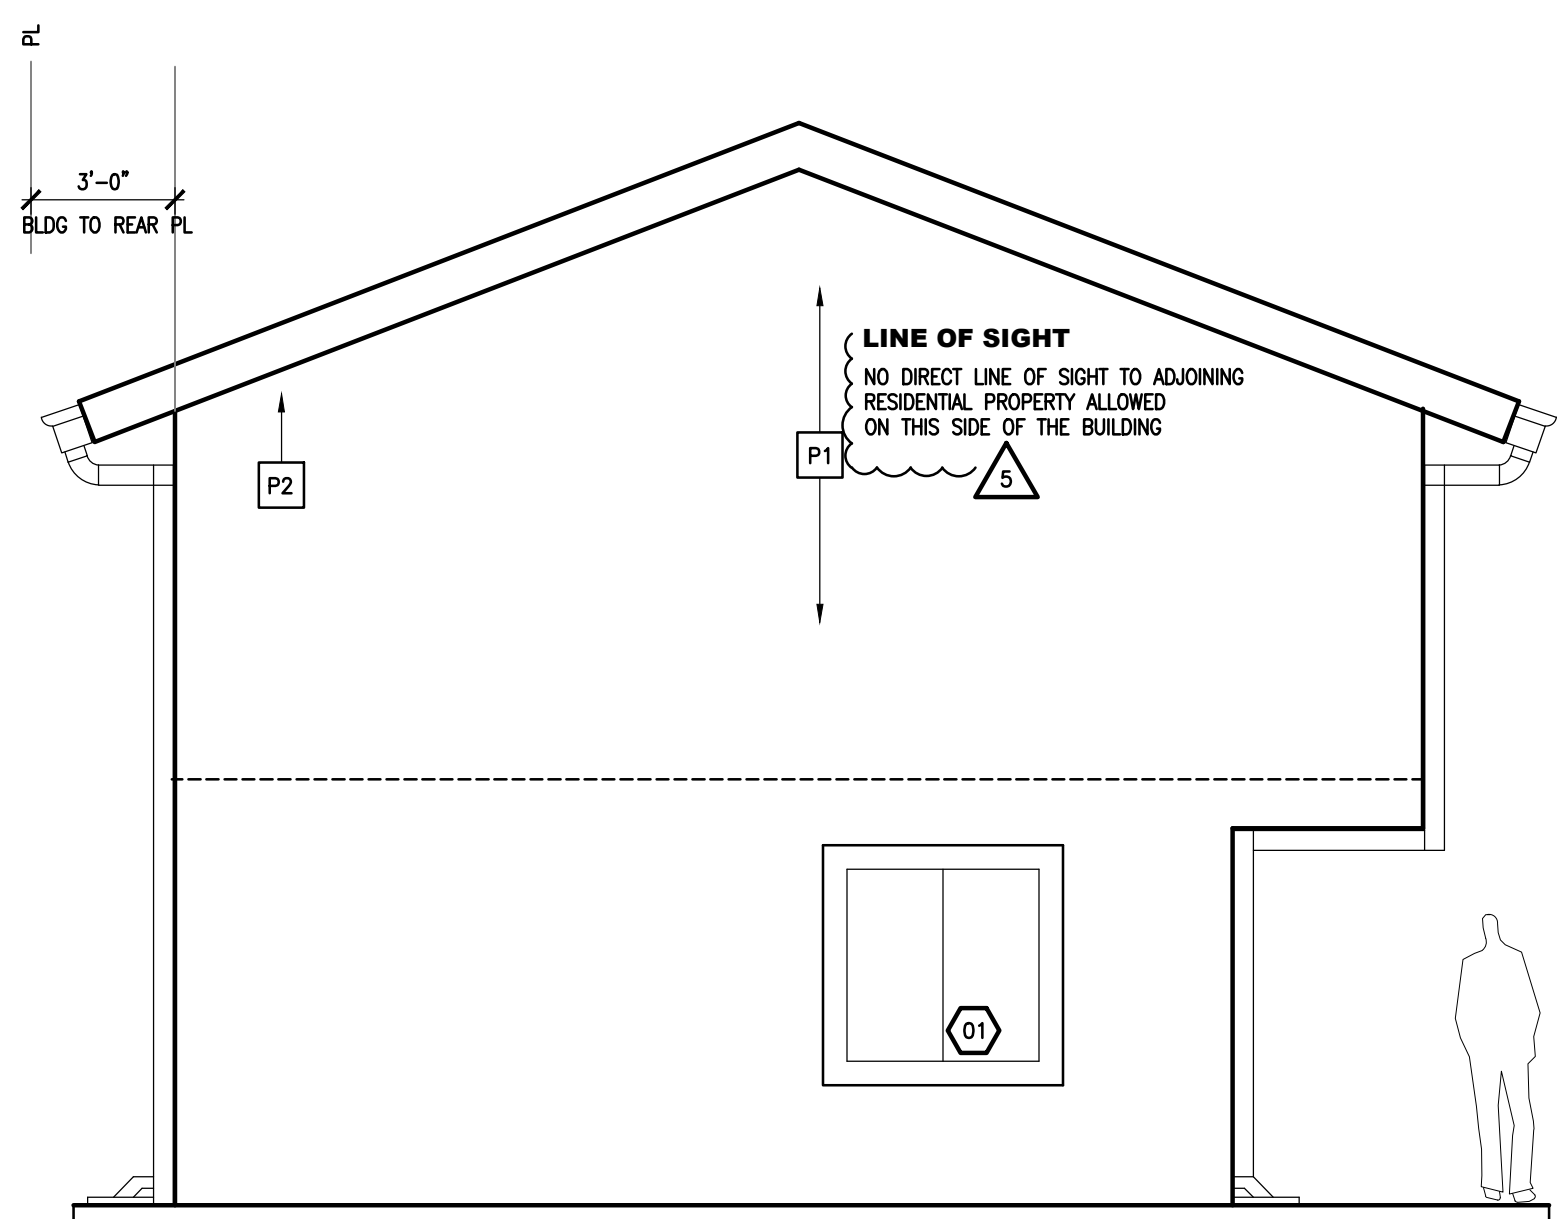 PL
3'-0"
BLDG TO REAR PL
LINE OF SIGHT
NO DIRECT LINE OF SIGHT TO ADJOINING
RESIDENTIAL PROPERTY ALLOWED
ON THIS SIDE OF THE BUILDING
P1
5
P2
01